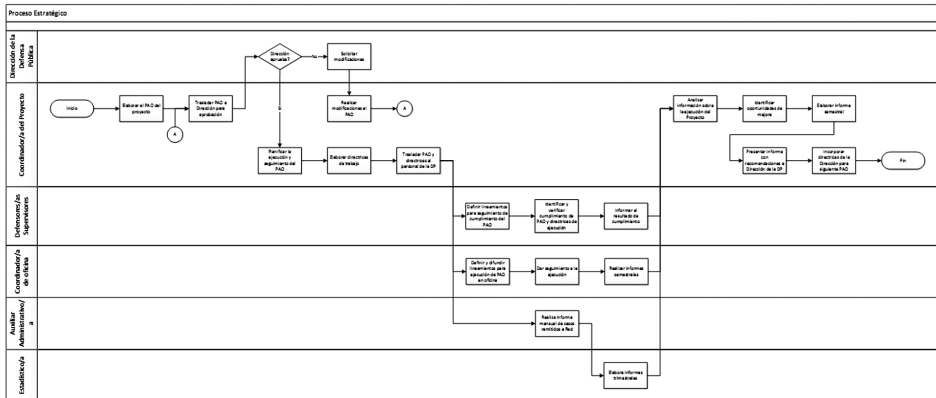 Proceso Estratégico
Dirección de la
Defensa
Pública
Dirección
aprueba?
No
Solicitar
modificaciones
Si
Coordinador/a del Proyecto
Inicio
Elaborar el PAO del
proyecto
Trasladar PAO a
Dirección para
aprobación
A
Realizar
modificaciones al
PAO
A
Planificar la
ejecución y
seguimiento del
PAO
Elaborar directrices
de trabajo
Trasladar PAO y
directrices al
personal de la DP
Analizar
información sobre
la ejecución del
Proyecto
Identificar
oportunidades de
mejora
Elaborar informe
semestral
Presentar informe
con
recomendaciones a
Dirección de la DP
Incorporar
directrices de la
Dirección para
siguiente PAO
Fin
Defensores/as
Supervisores
Definir lineamientos
para seguimiento de
cumplimiento del
PAO
Identificar y
verificar
cumplimiento de
PAO y directrices de
ejecución
Informar el
resultado de
cumplimiento
Coordinador/a
de oficina
Definir y difundir
lineamientos para
ejecución de PAO
en oficina
Dar seguimiento a la
ejecución
Realizar informes
semestrales
Auxiliar
Administrativo/
a
Realiza informe
mensual de casos
remitidos a Red
Estadístico/a
Elabora informes
trimestrales